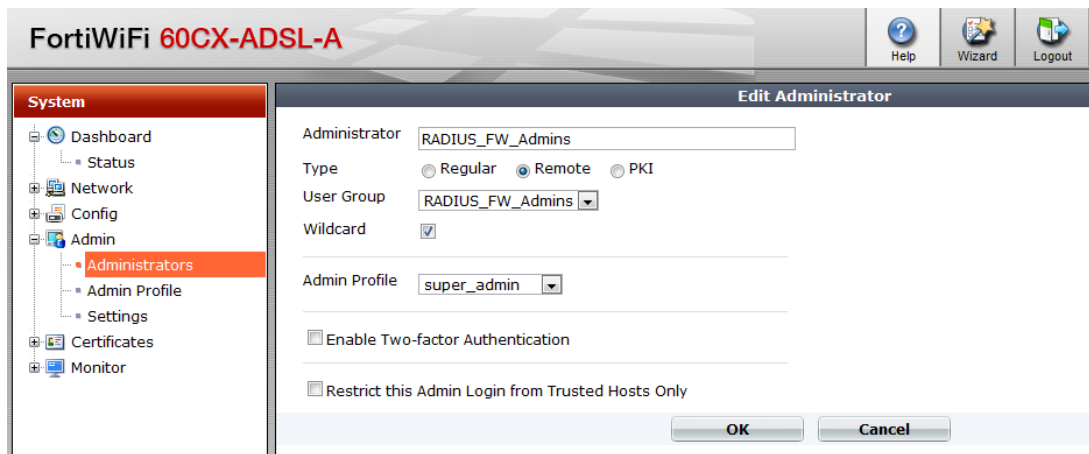 FortiWiFi 60CX-ADSL-A
Help
Wizard
Logout
System
Dashboard
Status
Network
Config
Admin
Administrators
Admin Profile
Settings
Certificates
Monitor
Edit Administrator
Administrator RADIUS_FW_Admins
Type Regular Remote PKI
User Group RADIUS_FW_Admins
Wildcard
Admin Profile super_admin
Enable Two-factor Authentication
Restrict this Admin Login from Trusted Hosts Only
OK Cancel